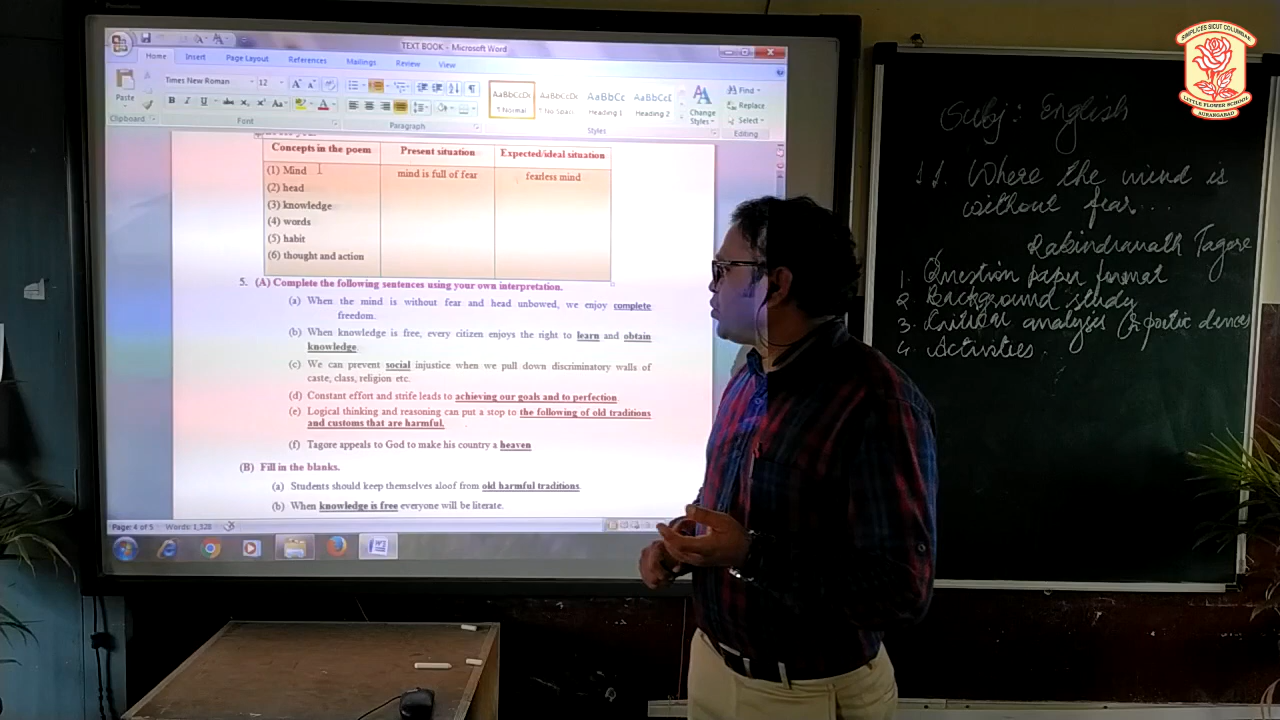 TEXT BOOK - Microsoft Word
Home Insert Page Layout References Mailings Review View
Times New Roman 12
Paste
B I U abc X₂ X² Aa
AaBbCcDc AaBbCcDc AaBbCc AaBbCcDc
¶ Normal ¶ No Spaci... Heading 1 Heading 2
Change Styles
Find
Replace
Select
Clipboard Font Paragraph Styles Editing
Concepts in the poem Present situation Expected/ideal situation
(1) Mind mind is full of fear fearless mind
(2) head
(3) knowledge
(4) words
(5) habit
(6) thought and action
5. (A) Complete the following sentences using your own interpretation.
(a) When the mind is without fear and head unbowed, we enjoy complete
freedom.
(b) When knowledge is free, every citizen enjoys the right to learn and obtain
knowledge.
(c) We can prevent social injustice when we pull down discriminatory walls of
caste, class, religion etc.
(d) Constant effort and strife leads to achieving our goals and to perfection.
(e) Logical thinking and reasoning can put a stop to the following of old traditions
and customs that are harmful.
(f) Tagore appeals to God to make his country a heaven
(B) Fill in the blanks.
(a) Students should keep themselves aloof from old harmful traditions.
(b) When knowledge is free everyone will be literate.
Page: 4 of 5 Words: 1,328
Subj: English
1.1. Where the mind is
without fear...
Rabindranath Tagore
1. Question paper format
2. Background study
3. Critical analysis (& poetic devices
4. Activities.
SIMPLICES SICUT COLUMBAE
LITTLE FLOWER SCHOOL
AURANGABAD